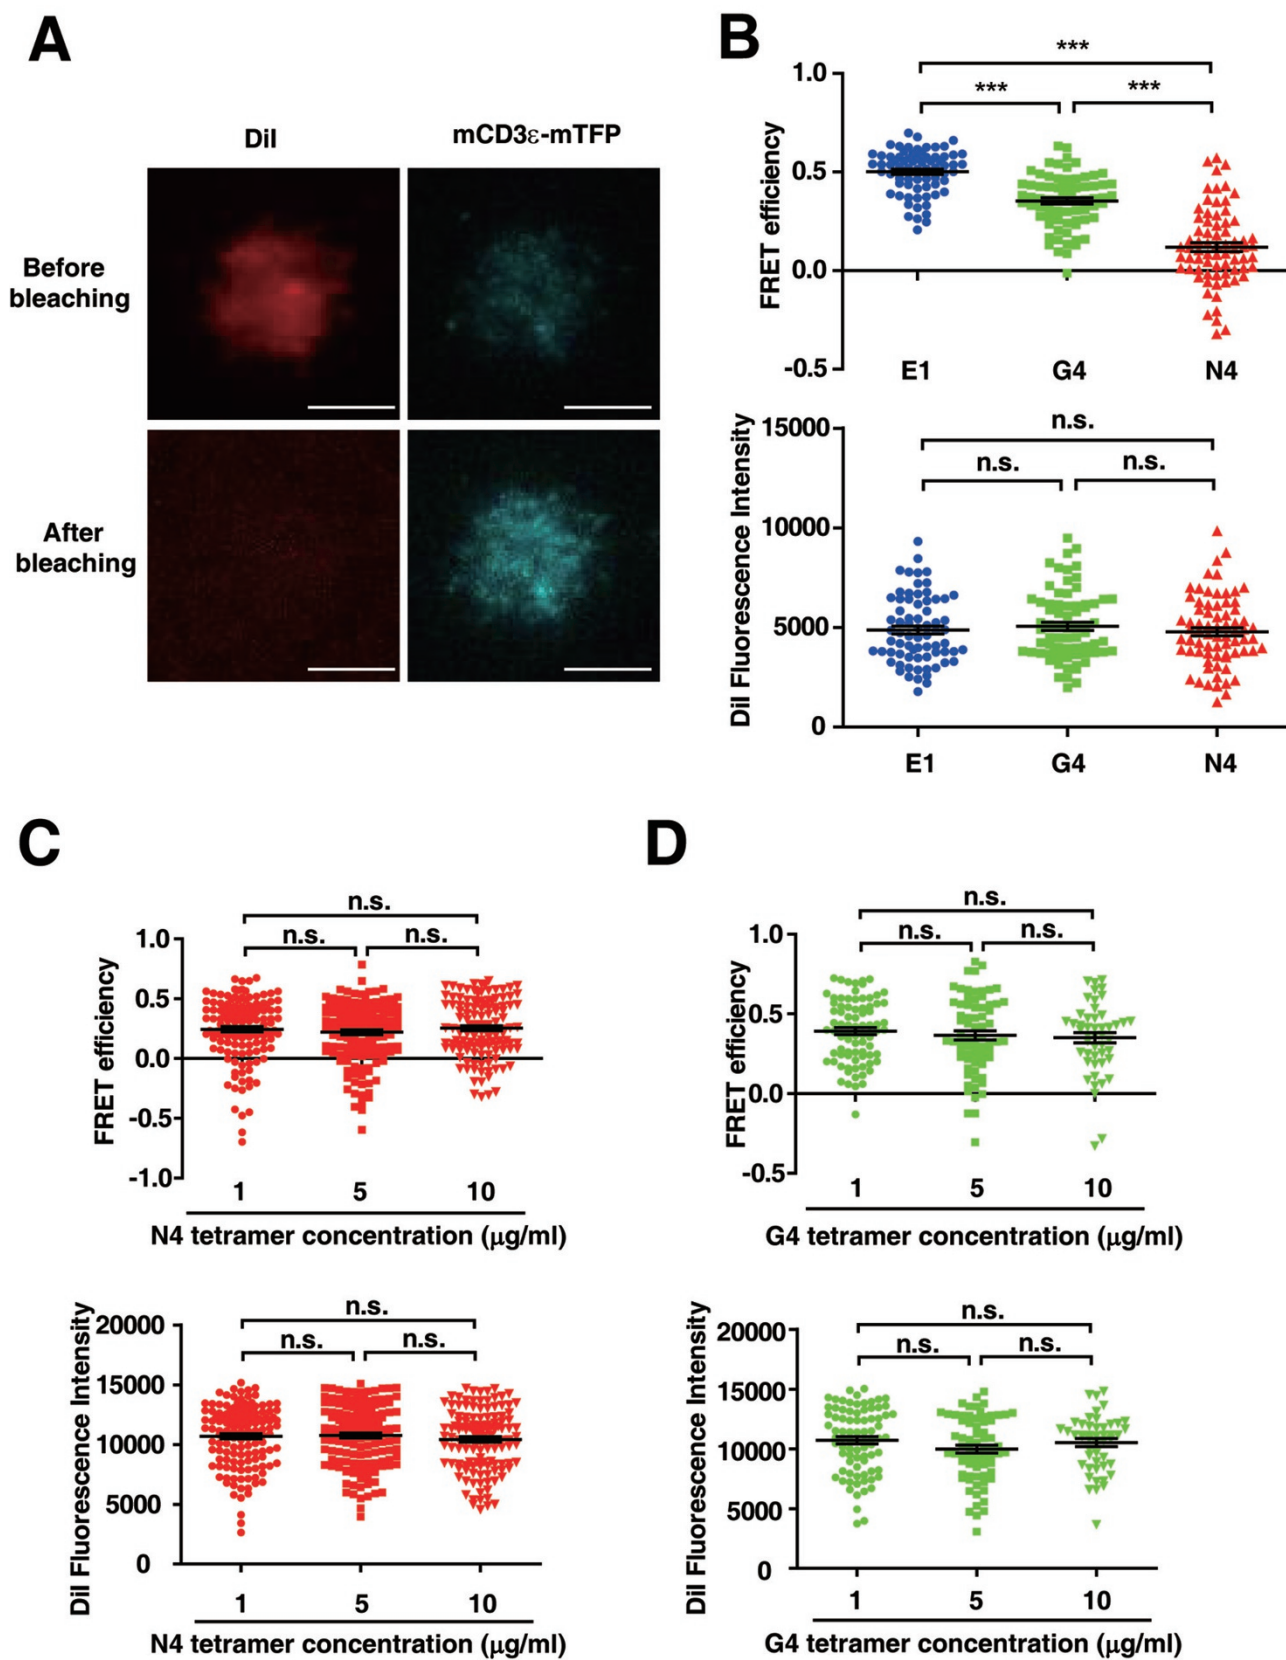 A
DiI
mCD3ε-mTFP
Before
bleaching
After
bleaching
B
***
***
***
1.0
0.5
0.0
-0.5
FRET efficiency
E1
G4
N4
n.s.
n.s.
n.s.
15000
10000
5000
0
DiI Fluorescence Intensity
E1
G4
N4
C
n.s.
n.s.
n.s.
1.0
0.5
0.0
-0.5
-1.0
FRET efficiency
1
5
10
N4 tetramer concentration (μg/ml)
n.s.
n.s.
n.s.
20000
15000
10000
5000
0
DiI Fluorescence Intensity
1
5
10
N4 tetramer concentration (μg/ml)
D
n.s.
n.s.
n.s.
1.0
0.5
0.0
-0.5
FRET efficiency
1
5
10
G4 tetramer concentration (μg/ml)
n.s.
n.s.
n.s.
20000
15000
10000
5000
0
DiI Fluorescence Intensity
1
5
10
G4 tetramer concentration (μg/ml)